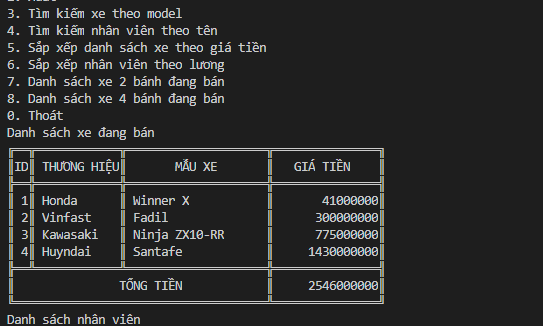 3. Tìm kiếm xe theo model
4. Tìm kiếm nhân viên theo tên
5. Sắp xếp danh sách xe theo giá tiền
6. Sắp xếp nhân viên theo lương
7. Danh sách xe 2 bánh đang bán
8. Danh sách xe 4 bánh đang bán
0. Thoát
Danh sách xe đang bán
ID THƯƠNG HIỆU MẪU XE GIÁ TIỀN
1 Honda Winner X 41000000
2 Vinfast Fadil 300000000
3 Kawasaki Ninja ZX10-RR 775000000
4 Huyndai Santafe 1430000000
TỔNG TIỀN 2546000000
Danh sách nhân viên